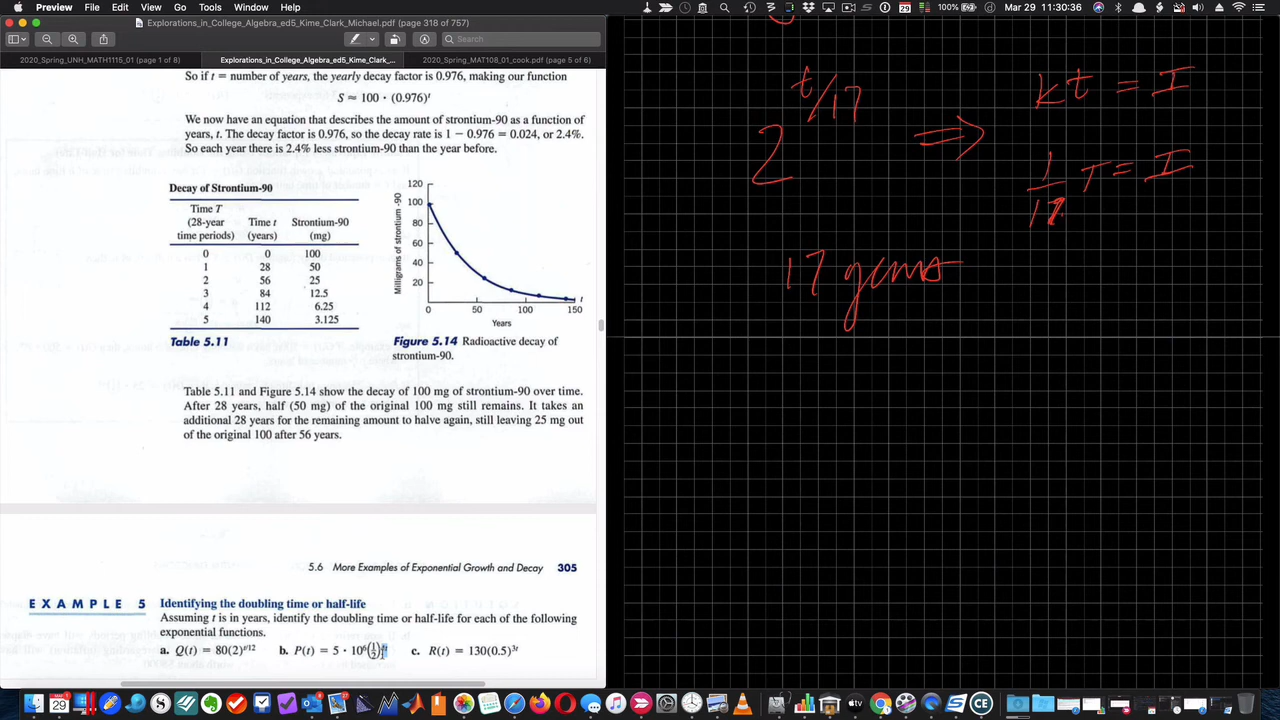 Preview File Edit View Go Tools Window Help
100%
Mar 29 11:30:36
Explorations_in_College_Algebra_ed5_Kime_Clark_Michael.pdf (page 318 of 757)
Search
2020_Spring_UNH_MATH1115_01 (page 1 of 8)
Explorations_in_College_Algebra_ed5_Kime_Clark_...
2020_Spring_MAT108_01_cook.pdf (page 5 of 6)
So if t = number of years, the yearly decay factor is 0.976, making our function
S ≈ 100 · (0.976)^t
We now have an equation that describes the amount of strontium-90 as a function of
years, t. The decay factor is 0.976, so the decay rate is 1 − 0.976 = 0.024, or 2.4%.
So each year there is 2.4% less strontium-90 than the year before.
Decay of Strontium-90
Time T
(28-year Time t Strontium-90
time periods) (years) (mg)
0 0 100
1 28 50
2 56 25
3 84 12.5
4 112 6.25
5 140 3.125
Table 5.11
Milligrams of strontium -90
120
100
80
60
40
20
0 50 100 150
t
Years
Figure 5.14 Radioactive decay of
strontium-90.
Table 5.11 and Figure 5.14 show the decay of 100 mg of strontium-90 over time.
After 28 years, half (50 mg) of the original 100 mg still remains. It takes an
additional 28 years for the remaining amount to halve again, still leaving 25 mg out
of the original 100 after 56 years.
5.6 More Examples of Exponential Growth and Decay 305
EXAMPLE 5 Identifying the doubling time or half-life
Assuming t is in years, identify the doubling time or half-life for each of the following
exponential functions.
a. Q(t) = 80(2)^t/12 b. P(t) = 5 · 10^6(1/2) c. R(t) = 130(0.5)^3t
2^t/17 ⇒ kt = I
1/17 T = I
17